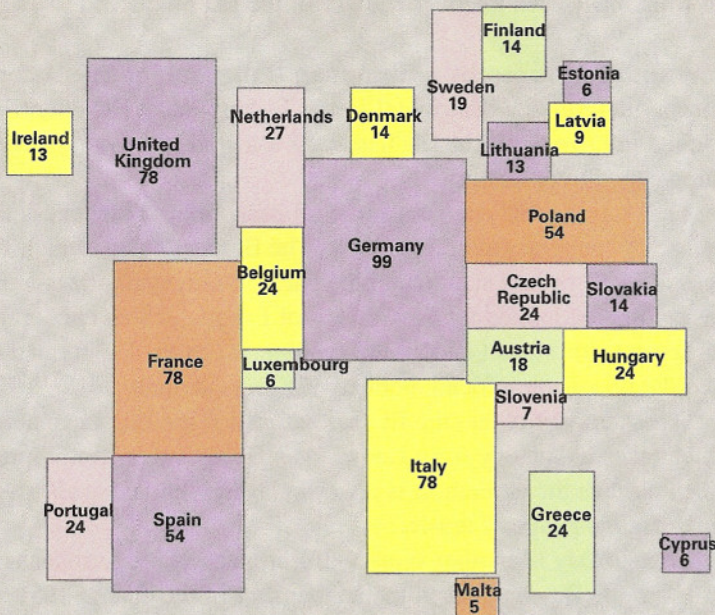 Finland
14
Sweden
19
Estonia
6
Latvia
9
Lithuania
13
Denmark
14
Netherlands
27
Ireland
13
United
Kingdom
78
Germany
99
Poland
54
Belgium
24
Czech
Republic
24
Slovakia
14
Luxembourg
6
France
78
Austria
18
Hungary
24
Slovenia
7
Italy
78
Portugal
24
Spain
54
Greece
24
Cyprus
6
Malta
5